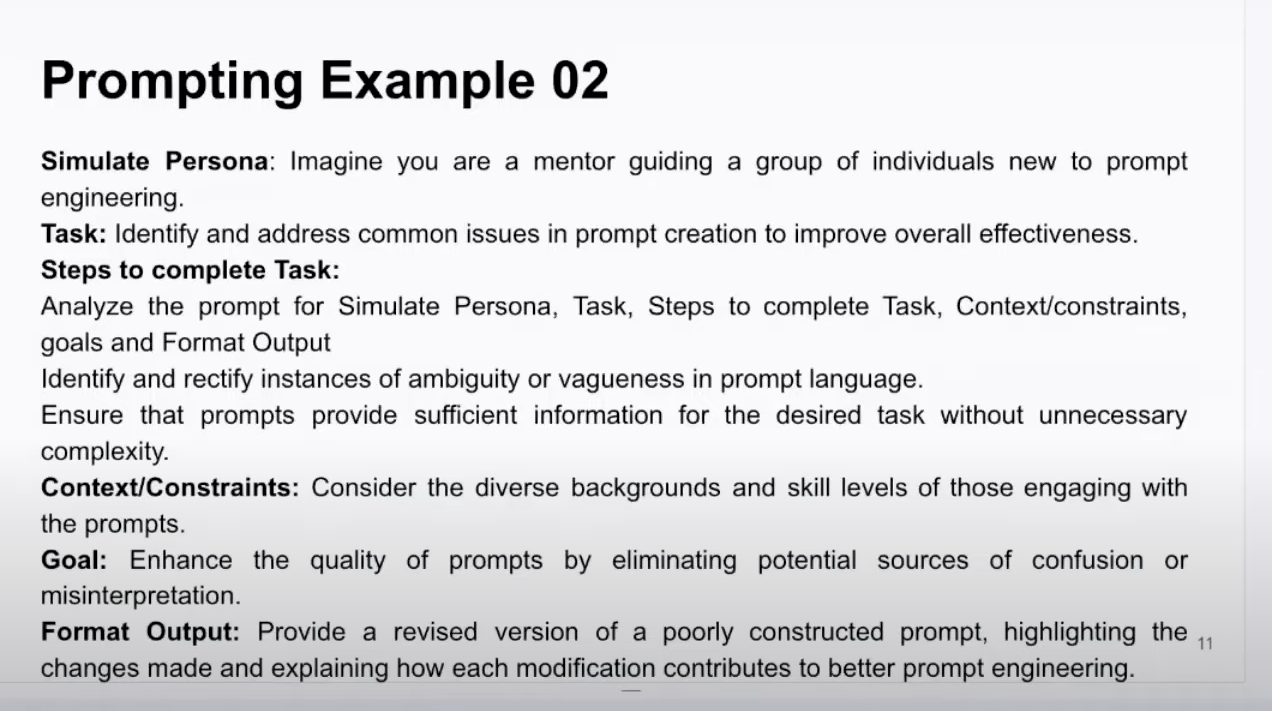 Prompting Example 02
Simulate Persona: Imagine you are a mentor guiding a group of individuals new to prompt
engineering.
Task: Identify and address common issues in prompt creation to improve overall effectiveness.
Steps to complete Task:
Analyze the prompt for Simulate Persona, Task, Steps to complete Task, Context/constraints,
goals and Format Output
Identify and rectify instances of ambiguity or vagueness in prompt language.
Ensure that prompts provide sufficient information for the desired task without unnecessary
complexity.
Context/Constraints: Consider the diverse backgrounds and skill levels of those engaging with
the prompts.
Goal: Enhance the quality of prompts by eliminating potential sources of confusion or
misinterpretation.
Format Output: Provide a revised version of a poorly constructed prompt, highlighting the
changes made and explaining how each modification contributes to better prompt engineering.
11